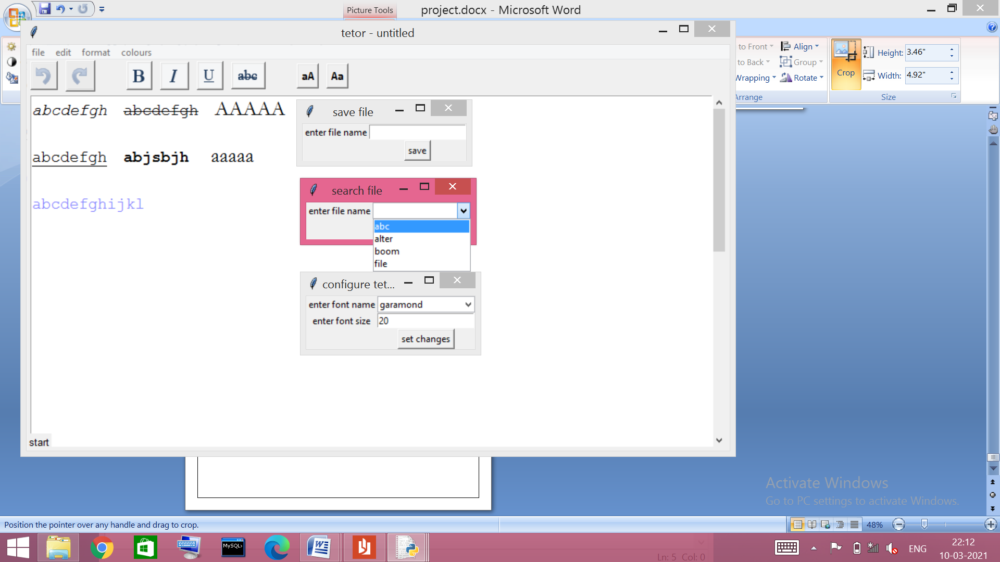 Picture Tools
project.docx - Microsoft Word
tetor - untitled
file edit format colours
B I U abc aA Aa
to Front Align
to Back Group
Wrapping Rotate
Arrange
Crop
Height: 3.46"
Width: 4.92"
Size
abcdefgh abcdefgh AAAAA
abcdefgh abjsbjh aaaaa
abcdefghijkl
save file
enter file name
save
search file
enter file name
abc
alter
boom
file
configure tet...
enter font name garamond
enter font size 20
set changes
start
Activate Windows
Go to PC settings to activate Windows.
Position the pointer over any handle and drag to crop.
48%
MySQL>
Ln: 5 Col: 0
ENG
22:12
10-03-2021